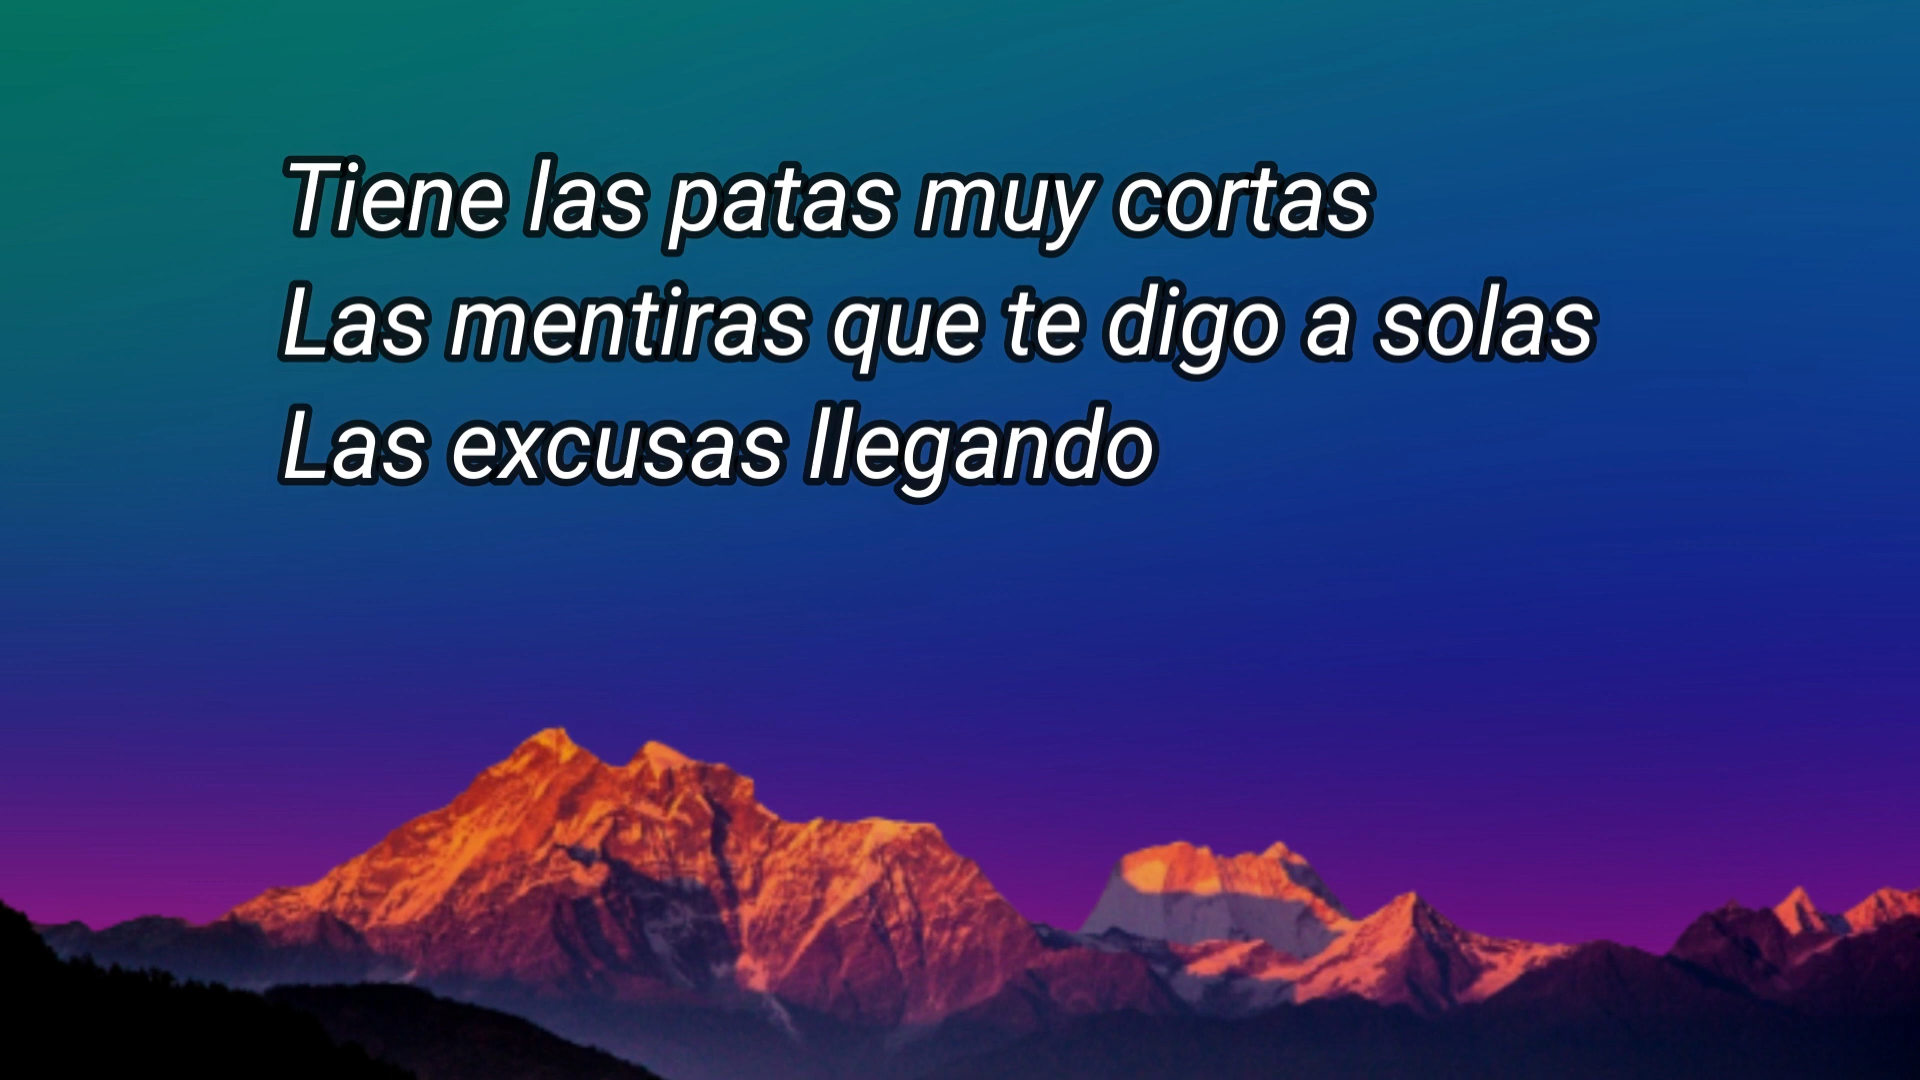 Tiene las patas muy cortas
Las mentiras que te digo a solas
Las excusas llegando